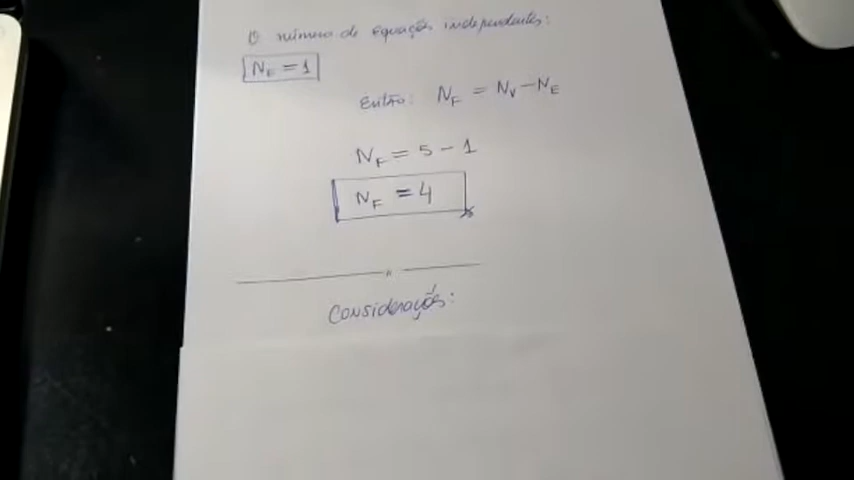 O número de equações independentes:
N_E = 1
Então: N_F = N_V - N_E
N_F = 5 - 1
N_F = 4
Considerações: